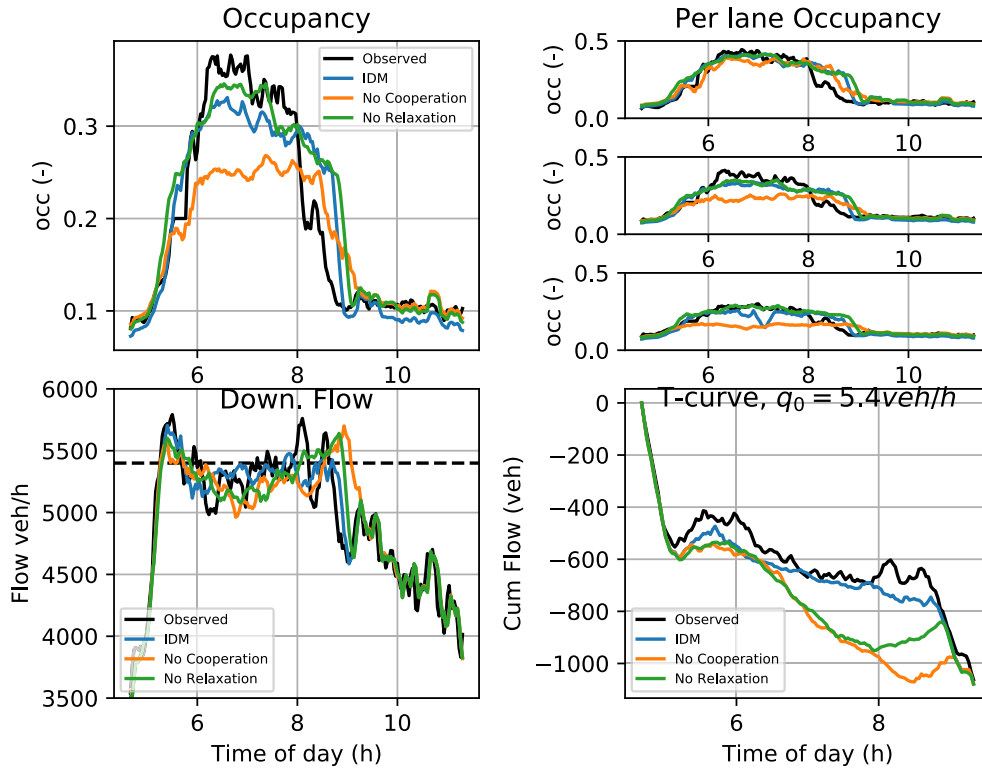 Occupancy
occ (-)
0.3
0.2
0.1
6
8
10
Observed
IDM
No Cooperation
No Relaxation
Per lane Occupancy
occ (-)
0.5
0.0
6
8
10
occ (-)
0.5
0.0
6
8
10
occ (-)
0.5
0.0
6
8
10
Down. Flow
Flow veh/h
6000
5500
5000
4500
4000
3500
Observed
IDM
No Cooperation
No Relaxation
6
8
10
Time of day (h)
T-curve, q₀ = 5.4veh/h
Cum Flow (veh)
0
−200
−400
−600
−800
−1000
Observed
IDM
No Cooperation
No Relaxation
6
8
Time of day (h)